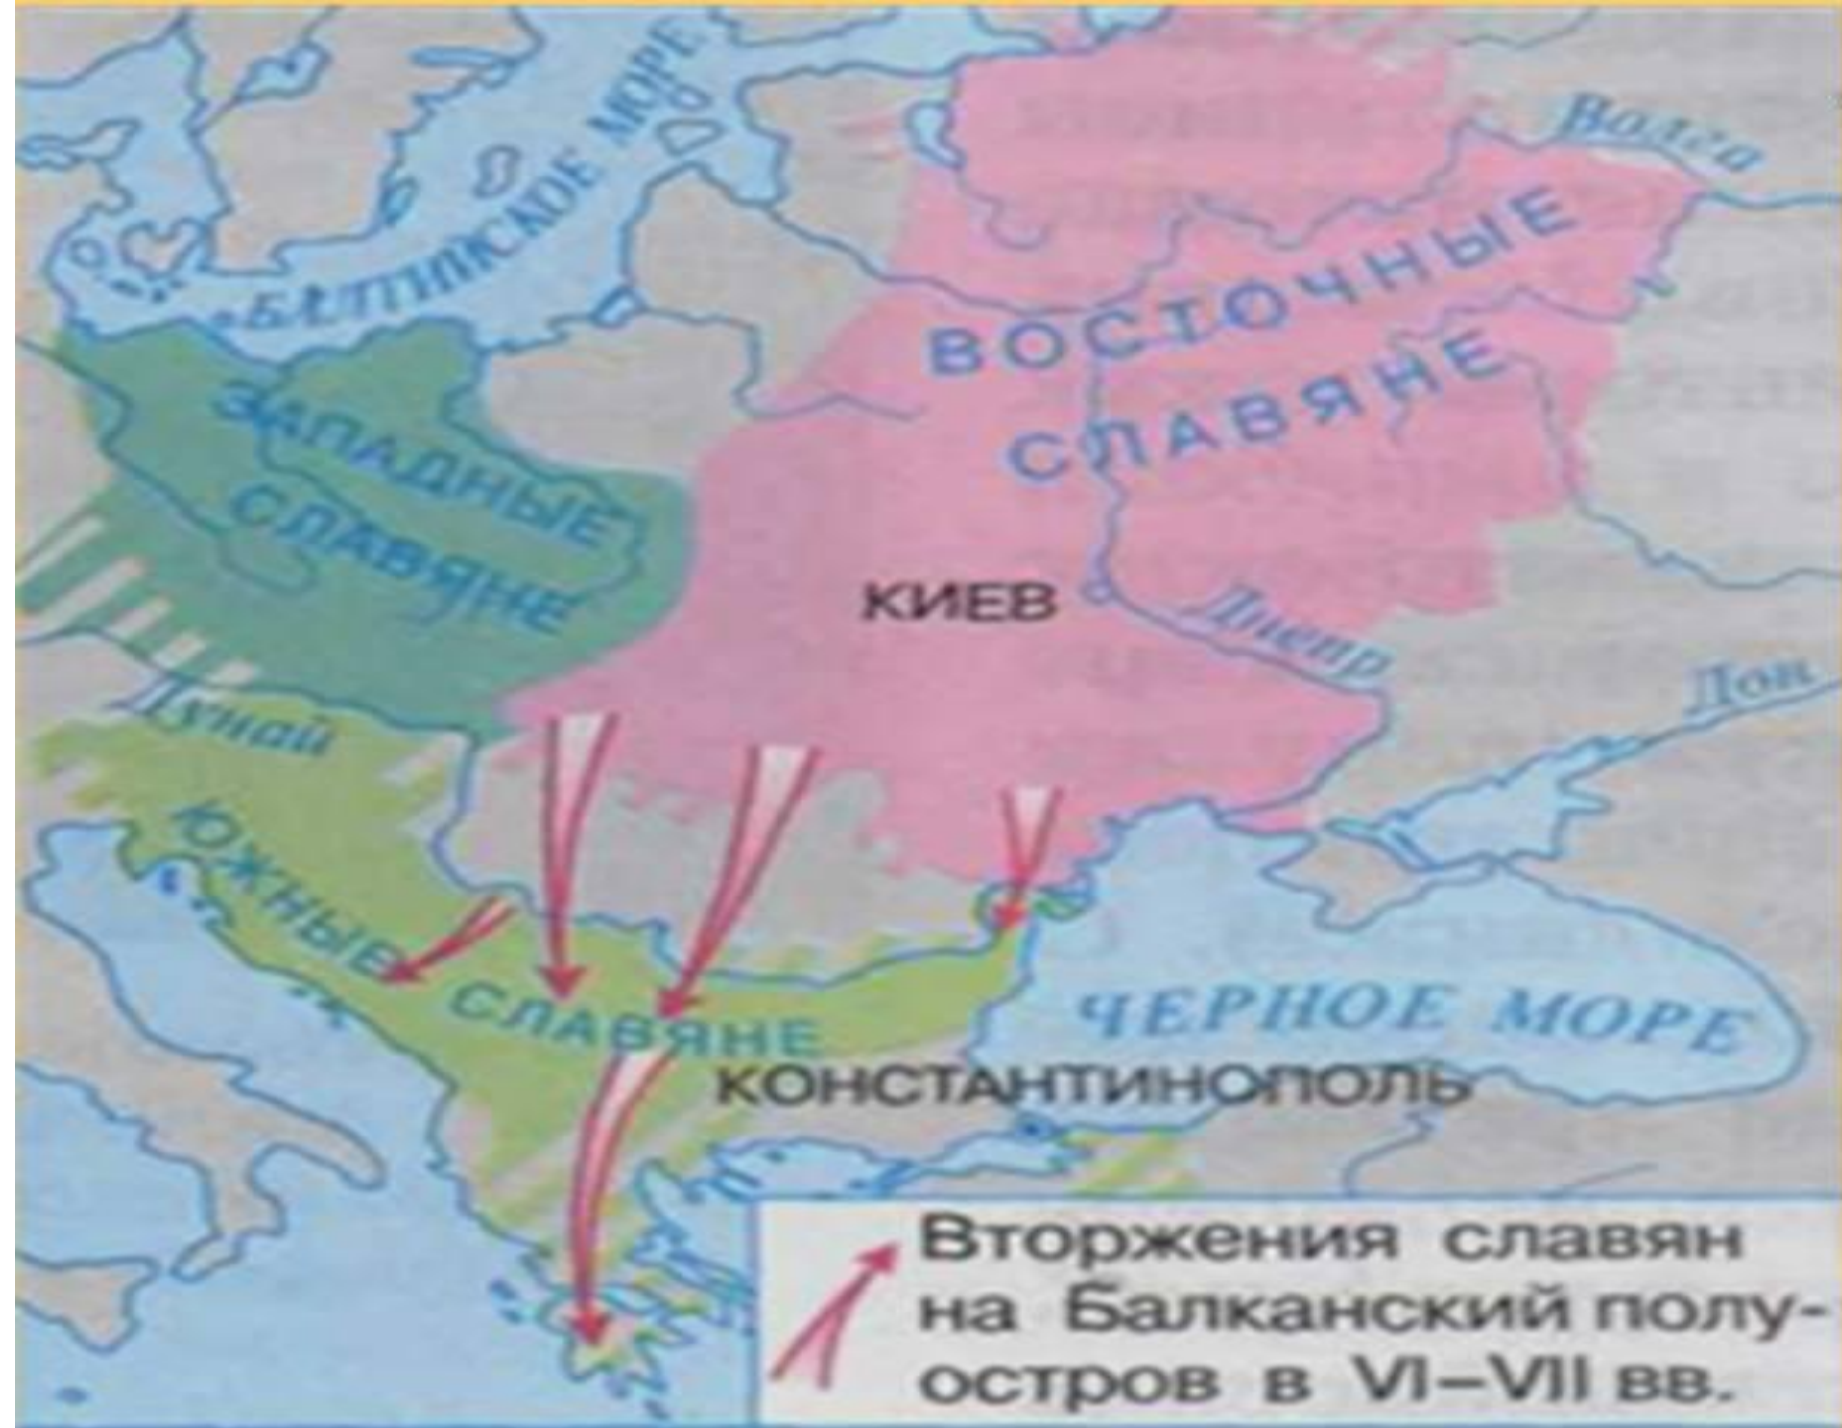 БАЛТИЙСКОЕ МОРЕ
Волга
ВОСТОЧНЫЕ
СЛАВЯНЕ
ЗАПАДНЫЕ
СЛАВЯНЕ
КИЕВ
Днепр
Дон
Дунай
ЮЖНЫЕ СЛАВЯНЕ
ЧЕРНОЕ МОРЕ
КОНСТАНТИНОПОЛЬ
Вторжения славян
на Балканский полу-
остров в VI–VII вв.